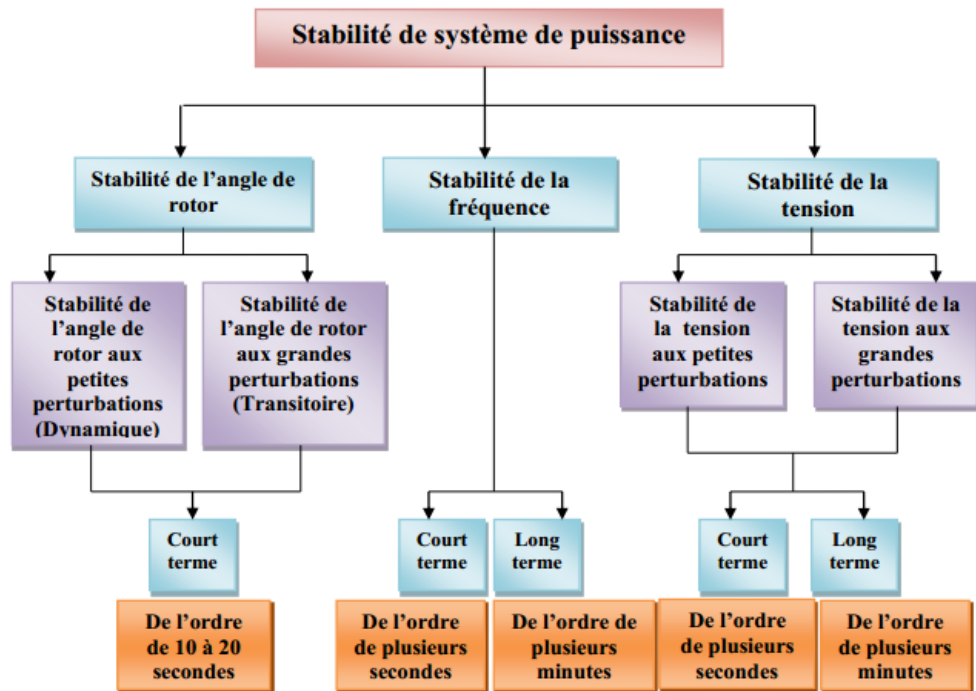 Stabilité de système de puissance
Stabilité de l'angle de
rotor
Stabilité de la
fréquence
Stabilité de la
tension
Stabilité de
l'angle de
rotor aux
petites
perturbations
(Dynamique)
Stabilité de
l'angle de rotor
aux grandes
perturbations
(Transitoire)
Stabilité de
la tension
aux petites
perturbations
Stabilité de la
tension aux
grandes
perturbations
Court
terme
Court
terme
Long
terme
Court
terme
Long
terme
De l'ordre
de 10 à 20
secondes
De l'ordre
de plusieurs
secondes
De l'ordre de
plusieurs
minutes
De l'ordre
de plusieurs
secondes
De l'ordre
de plusieurs
minutes